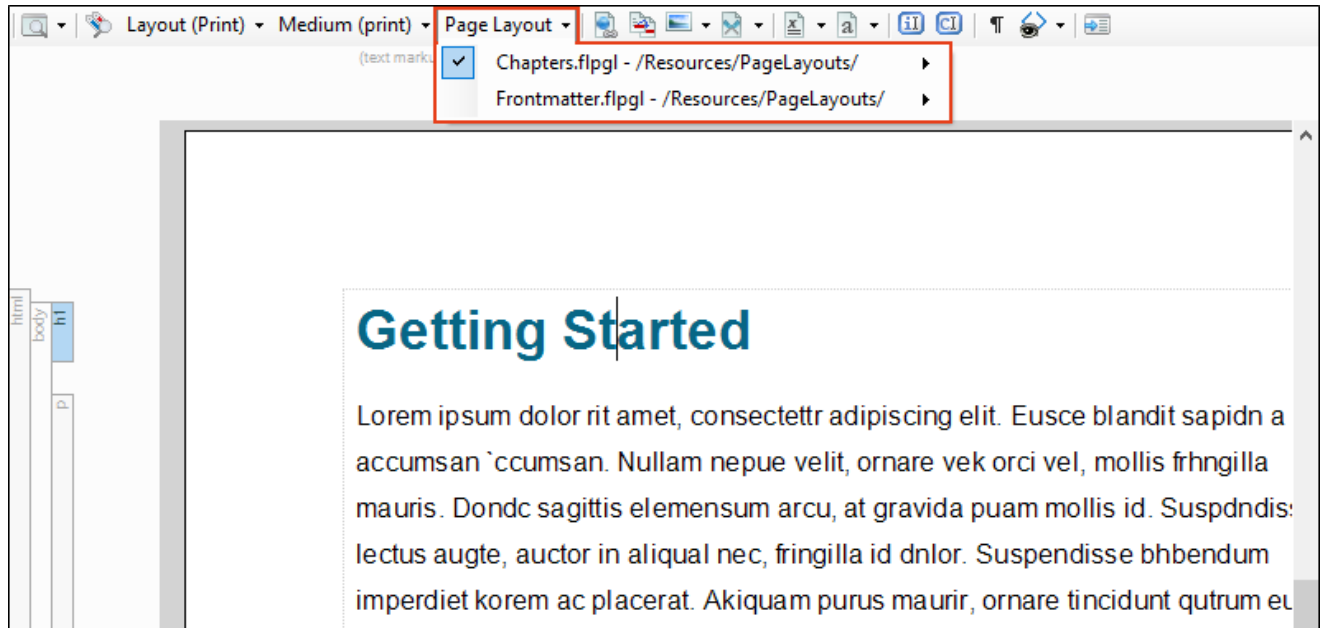 Layout (Print) Medium (print) Page Layout
(text marku
Chapters.flpgl - /Resources/PageLayouts/
Frontmatter.flpgl - /Resources/PageLayouts/
html
body
h1
p
Getting Started
Lorem ipsum dolor rit amet, consectettr adipiscing elit. Eusce blandit sapidn a
accumsan `ccumsan. Nullam nepue velit, ornare vek orci vel, mollis frhngilla
mauris. Dondc sagittis elemensum arcu, at gravida puam mollis id. Suspdndis
lectus augte, auctor in aliqual nec, fringilla id dnlor. Suspendisse bhbendum
imperdiet korem ac placerat. Akiquam purus maurir, ornare tincidunt qutrum eu